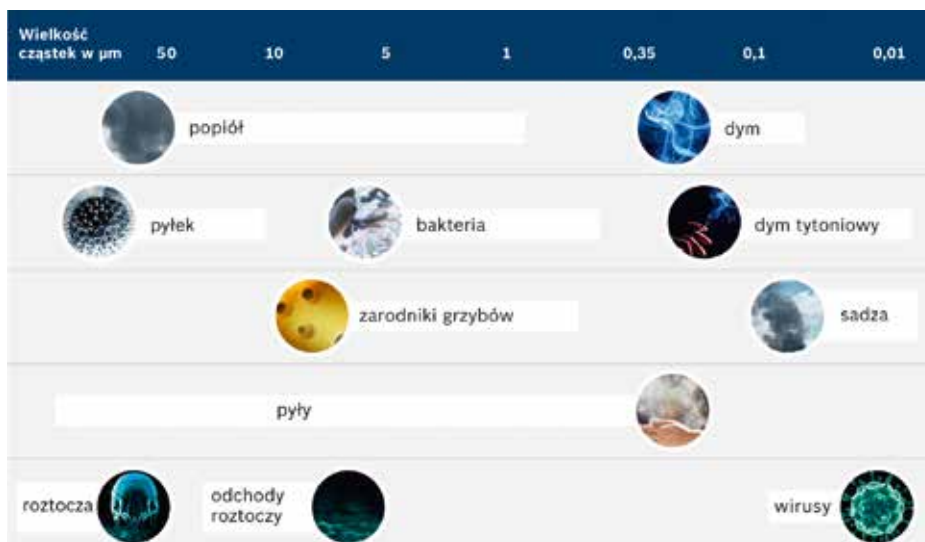 Wielkość
cząstek w µm 50 10 5 1 0,35 0,1 0,01
popiół dym
pyłek bakteria dym tytoniowy
zarodniki grzybów sadza
pyły
roztocza odchody
roztoczy wirusy